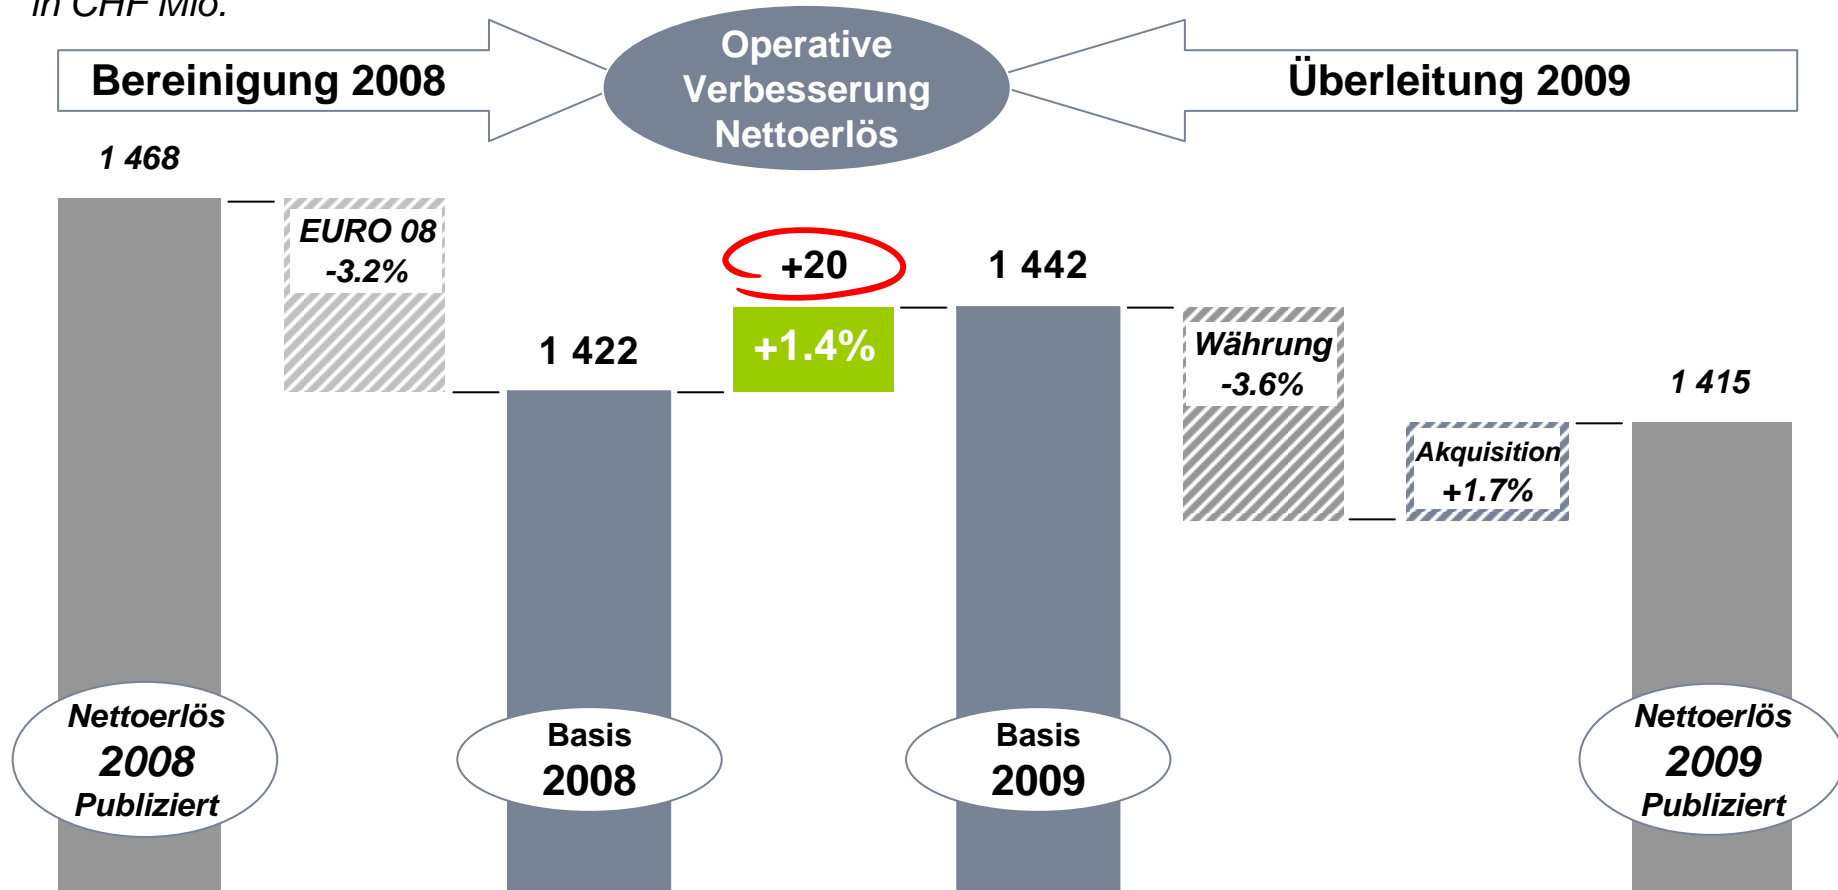 in CHF Mio.
Bereinigung 2008
Operative
Verbesserung
Nettoerlös
Überleitung 2009
1 468
EURO 08
-3.2%
1 422
+20
+1.4%
1 442
Währung
-3.6%
Akquisition
+1.7%
1 415
Nettoerlös
2008
Publiziert
Basis
2008
Basis
2009
Nettoerlös
2009
Publiziert